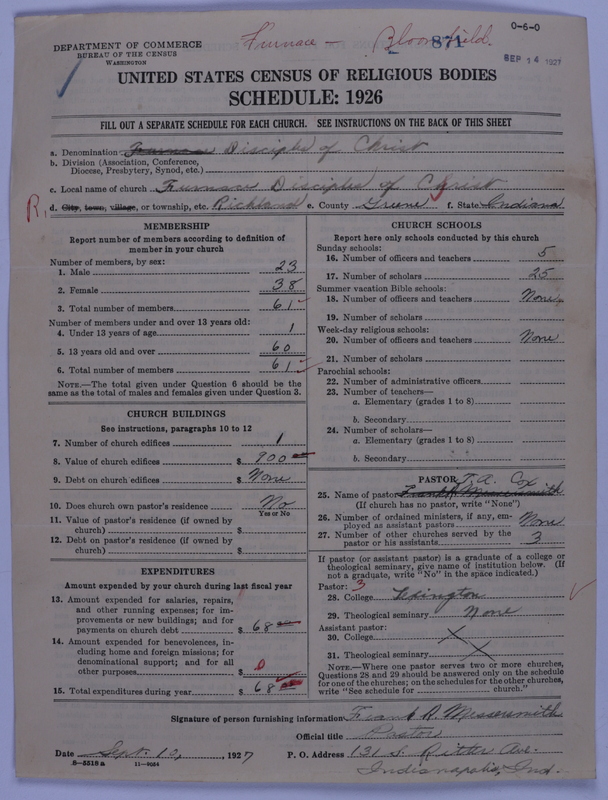 0-6-0
Furnace — Bloomfield.
871
SEP 14 1927
DEPARTMENT OF COMMERCE
BUREAU OF THE CENSUS
WASHINGTON
UNITED STATES CENSUS OF RELIGIOUS BODIES
SCHEDULE: 1926
FILL OUT A SEPARATE SCHEDULE FOR EACH CHURCH. SEE INSTRUCTIONS ON THE BACK OF THIS SHEET
a. Denomination Furnace Disciples of Christ
b. Division (Association, Conference,
Diocese, Presbytery, Synod, etc.)
c. Local name of church Furnace Disciples of Christ
R. d. City, town, village, or township, etc. Richland e. County Greene f. State Indiana
MEMBERSHIP
Report number of members according to definition of
member in your church
Number of members, by sex:
1. Male 23
2. Female 38
3. Total number of members 61
Number of members under and over 13 years old:
4. Under 13 years of age 1
5. 13 years old and over 60
6. Total number of members 61
NOTE.—The total given under Question 6 should be
same as the total of males and females given under Question 3.
CHURCH BUILDINGS
See instructions, paragraphs 10 to 12
7. Number of church edifices 1
8. Value of church edifices $ 900
9. Debt on church edifices $ None
10. Does church own pastor's residence No
Yes or No
11. Value of pastor's residence (if owned by
church) $
12. Debt on pastor's residence (if owned by
church) $
EXPENDITURES
Amount expended by your church during last fiscal year
13. Amount expended for salaries, repairs,
and other running expenses; for im-
provements or new buildings; and for
payments on church debt $ 68
14. Amount expended for benevolences, in-
cluding home and foreign missions; for
denominational support; and for all
other purposes $ 0
15. Total expenditures during year $ 68
CHURCH SCHOOLS
Report here only schools conducted by this church
Sunday schools:
16. Number of officers and teachers 5
17. Number of scholars 25
Summer vacation Bible schools:
18. Number of officers and teachers None
19. Number of scholars
Week-day religious schools:
20. Number of officers and teachers None
21. Number of scholars
Parochial schools:
22. Number of administrative officers
23. Number of teachers—
a. Elementary (grades 1 to 8)
b. Secondary
24. Number of scholars—
a. Elementary (grades 1 to 8)
b. Secondary
PASTOR T. A. Cox
25. Name of pastor Frank R. Messersmith
(If church has no pastor, write "None")
26. Number of ordained ministers, if any, em-
ployed as assistant pastors None
27. Number of other churches served by the
pastor or his assistants 3
If pastor (or assistant pastor) is a graduate of a college or
theological seminary, give name of institution below. (If
not a graduate, write "No" in the space indicated.)
Pastor: 3
28. College Lexington
29. Theological seminary None
Assistant pastor:
30. College
31. Theological seminary
NOTE.—Where one pastor serves two or more churches,
Questions 28 and 29 should be answered only on the schedule
for one of the churches; on the schedules for the other churches,
write "See schedule for church."
Signature of person furnishing information Frank R. Messersmith
Official title Pastor
Date Sept. 10, 1927 P. O. Address 131 S. Ritter Ave.
8—5518a 11—9054 Indianapolis, Ind.